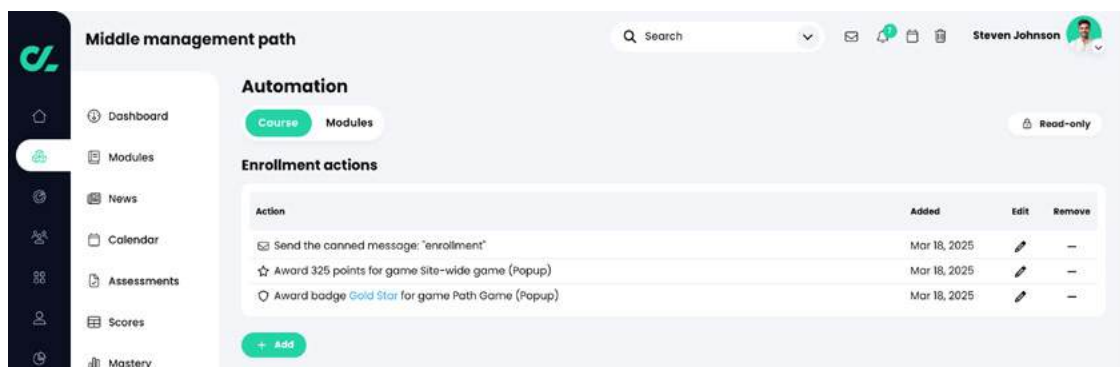 Middle management path
Search
7
Steven Johnson
Automation
Course Modules
Read-only
Dashboard
Modules
News
Calendar
Assessments
Scores
Mastery
Enrollment actions
Action Added Edit Remove
Send the canned message: "enrollment" Mar 18, 2025
Award 325 points for game Site-wide game (Popup) Mar 18, 2025
Award badge Gold Star for game Path Game (Popup) Mar 18, 2025
+ Add